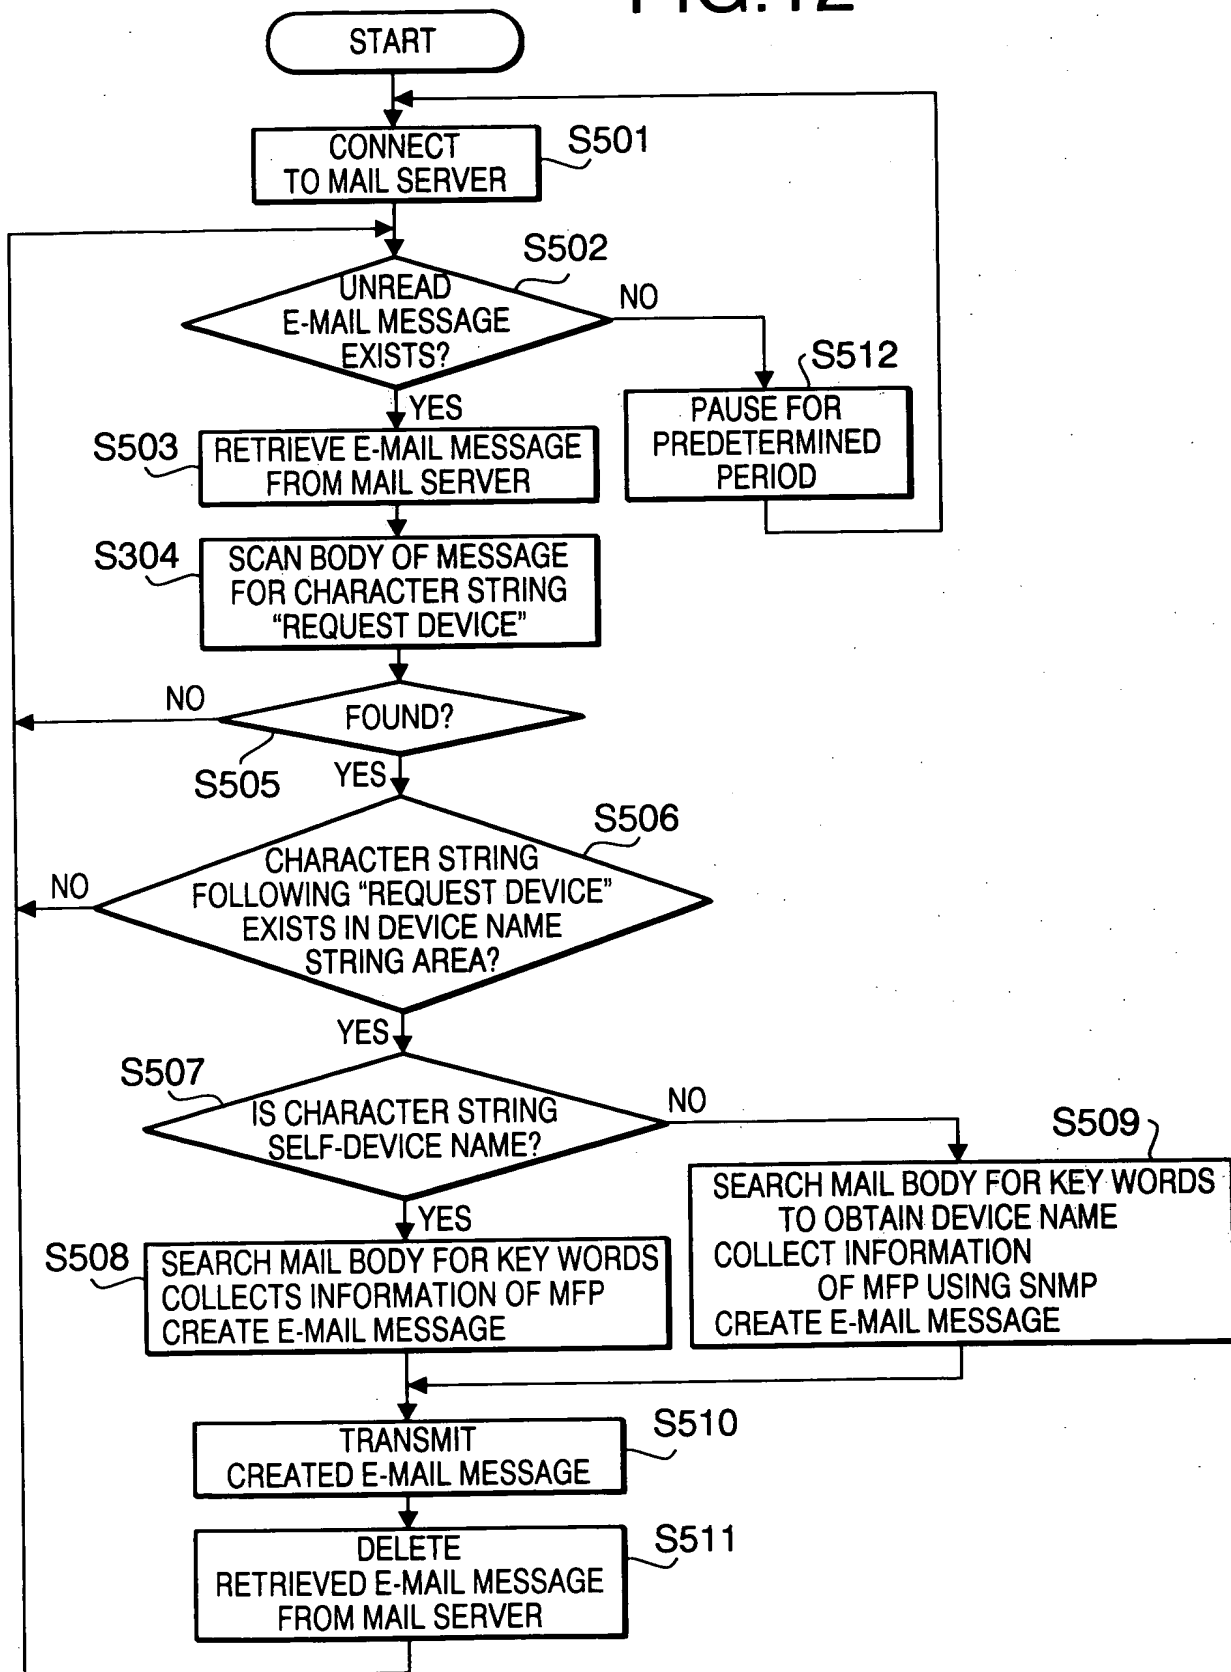 FIG.12
START
CONNECT
TO MAIL SERVER
S501
S502
UNREAD
E-MAIL MESSAGE
EXISTS?
NO
S512
YES
PAUSE FOR
PREDETERMINED
PERIOD
S503
RETRIEVE E-MAIL MESSAGE
FROM MAIL SERVER
S304
SCAN BODY OF MESSAGE
FOR CHARACTER STRING
“REQUEST DEVICE”
NO
FOUND?
S505
YES
S506
CHARACTER STRING
FOLLOWING “REQUEST DEVICE”
EXISTS IN DEVICE NAME
STRING AREA?
NO
YES
S507
IS CHARACTER STRING
SELF-DEVICE NAME?
NO
S509
YES
SEARCH MAIL BODY FOR KEY WORDS
TO OBTAIN DEVICE NAME
COLLECT INFORMATION
OF MFP USING SNMP
CREATE E-MAIL MESSAGE
S508
SEARCH MAIL BODY FOR KEY WORDS
COLLECTS INFORMATION OF MFP
CREATE E-MAIL MESSAGE
S510
TRANSMIT
CREATED E-MAIL MESSAGE
S511
DELETE
RETRIEVED E-MAIL MESSAGE
FROM MAIL SERVER